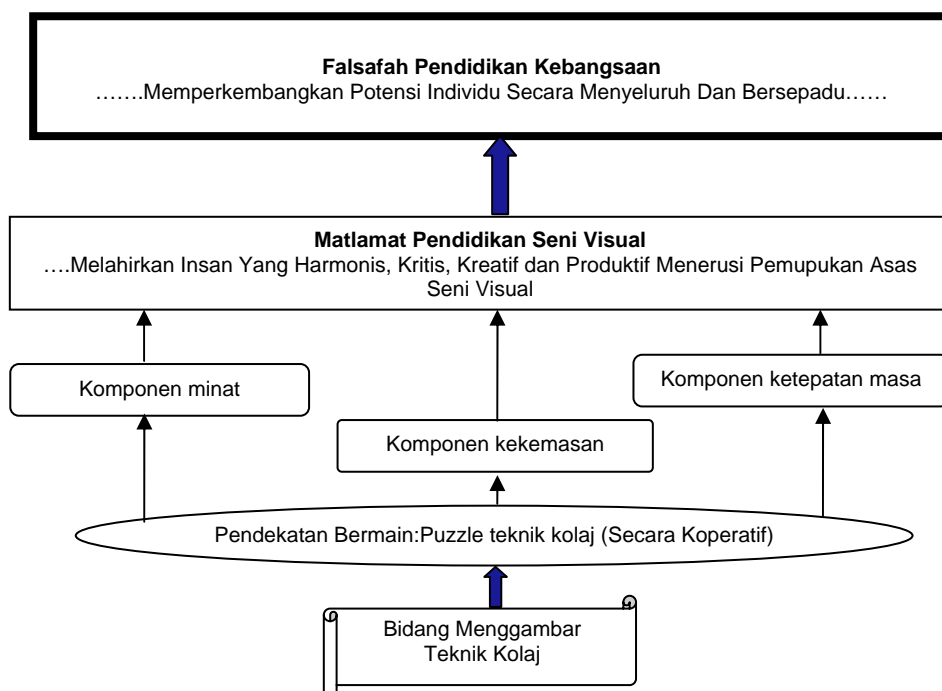 Falsafah Pendidikan Kebangsaan
…….Memperkembangkan Potensi Individu Secara Menyeluruh Dan Bersepadu……
Matlamat Pendidikan Seni Visual
….Melahirkan Insan Yang Harmonis, Kritis, Kreatif dan Produktif Menerusi Pemupukan Asas
Seni Visual
Komponen minat
Komponen ketepatan masa
Komponen kekemasan
Pendekatan Bermain:Puzzle teknik kolaj (Secara Koperatif)
Bidang Menggambar
Teknik Kolaj